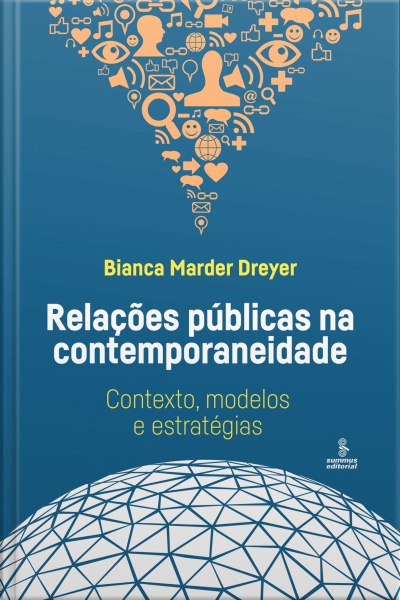 Bianca Marder Dreyer
Relações públicas na
contemporaneidade
Contexto, modelos
e estratégias
summus
editorial